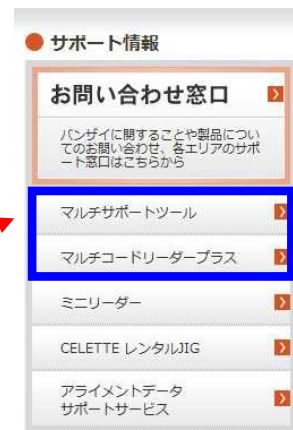 サポート情報
お問い合わせ窓口
バンザイに関することや製品につい
てのお問い合わせ、各エリアのサポ
ート窓口はこちらから
マルチサポートツール
マルチコードリーダープラス
ミニリーダー
CELETTE レンタルJIG
アライメントデータ
サポートサービス